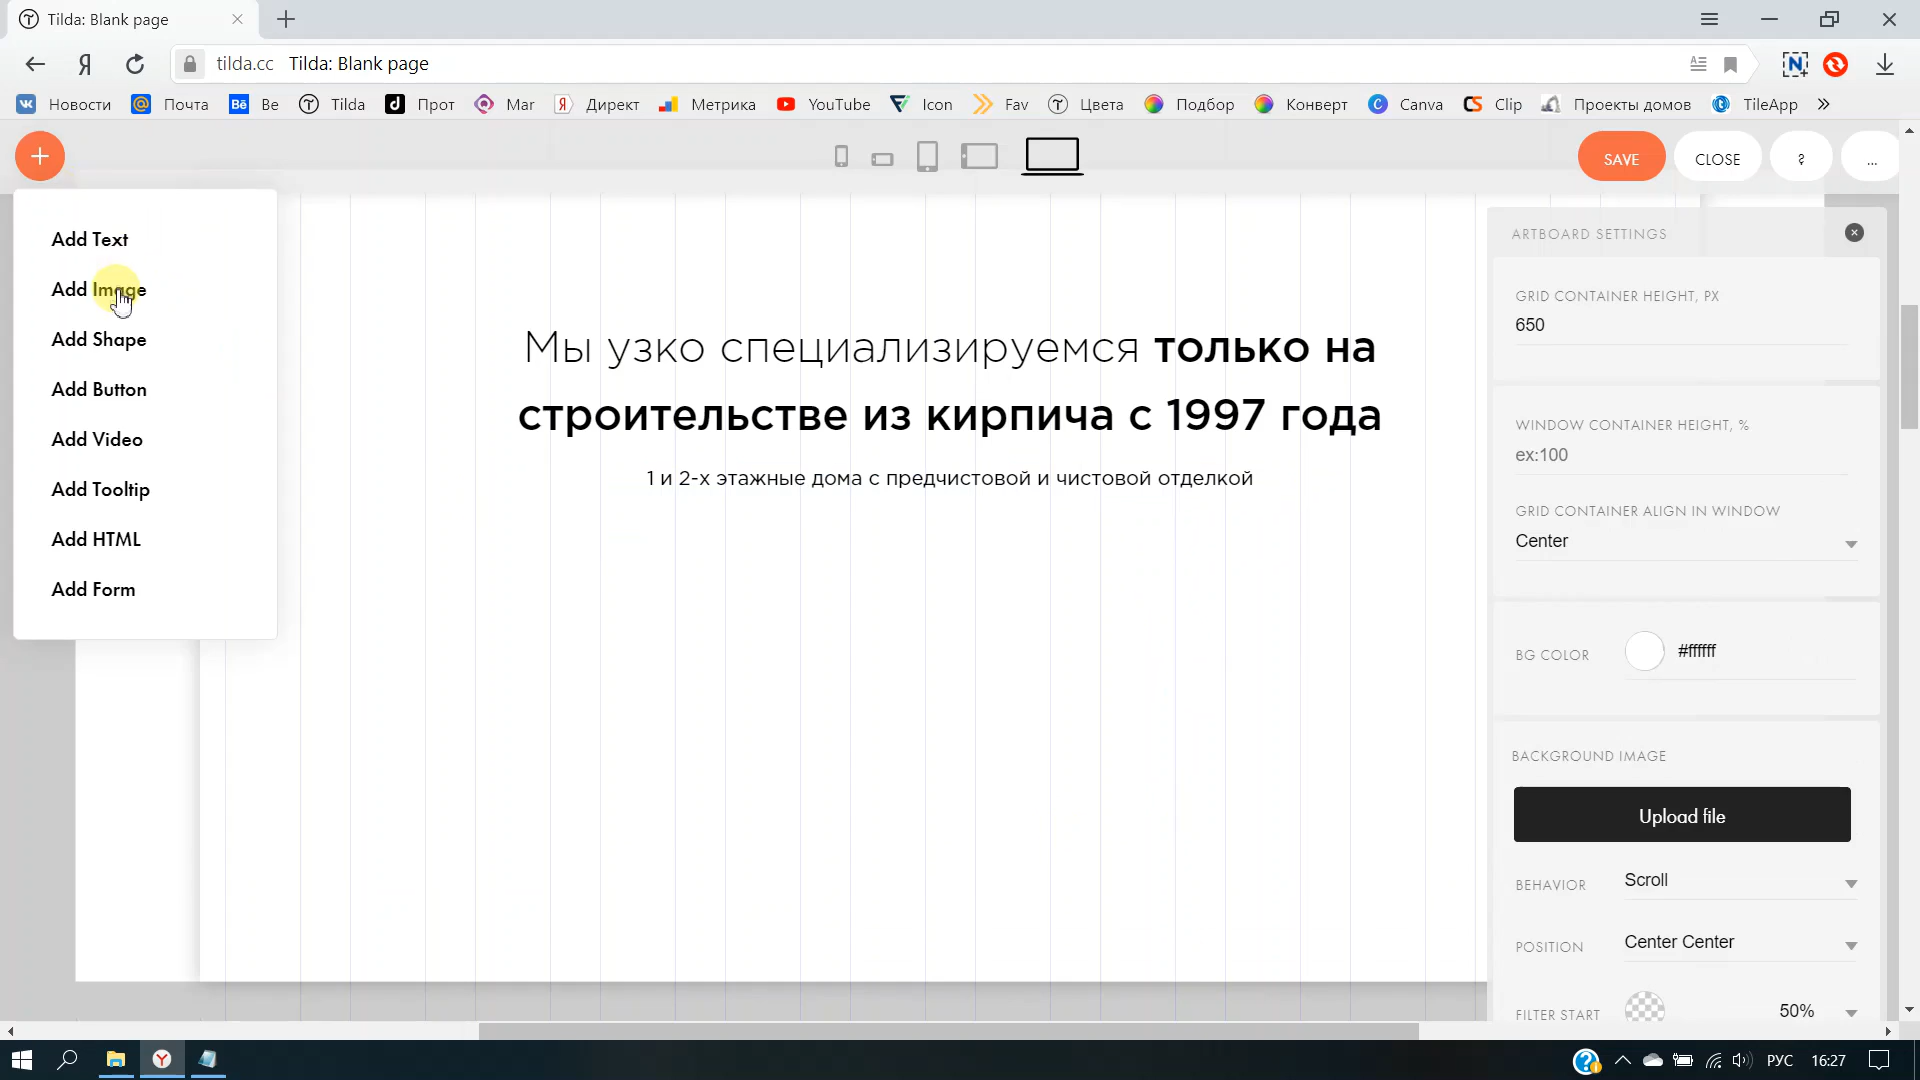 Tilda: Blank page
tilda.cc Tilda: Blank page
Новости Почта Bē Be Tilda Прот Mar Я Директ Метрика YouTube Icon Fav Цвета Подбор Конверт Canva CS Clip Проекты домов TileApp
SAVE CLOSE ? ...
Add Text
Add Image
Add Shape
Add Button
Add Video
Add Tooltip
Add HTML
Add Form
Мы узко специализируемся только на
строительстве из кирпича с 1997 года
1 и 2-х этажные дома с предчистовой и чистовой отделкой
ARTBOARD SETTINGS
GRID CONTAINER HEIGHT, PX
650
WINDOW CONTAINER HEIGHT, %
ex:100
GRID CONTAINER ALIGN IN WINDOW
Center
BG COLOR #ffffff
BACKGROUND IMAGE
Upload file
BEHAVIOR Scroll
POSITION Center Center
FILTER START 50%
РУС 16:27